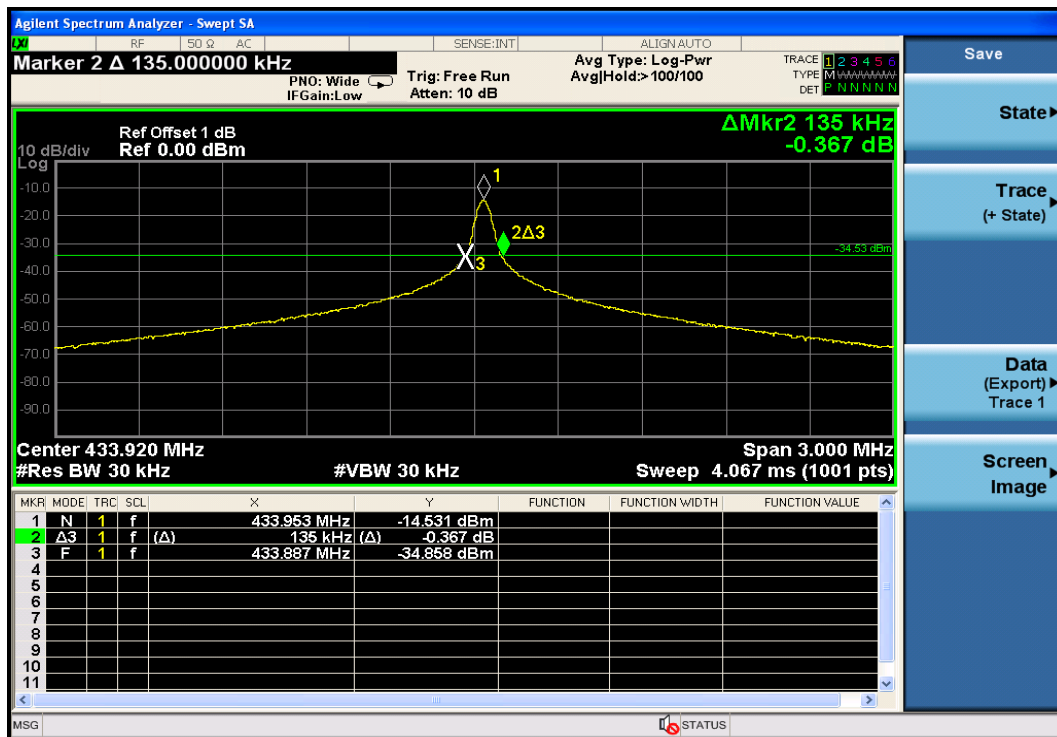 Agilent Spectrum Analyzer - Swept SA
LXI RF 50 Ω AC SENSE:INT ALIGN AUTO
Marker 2 Δ 135.000000 kHz
PNO: Wide
IFGain:Low
Trig: Free Run
Atten: 10 dB
Avg Type: Log-Pwr
Avg|Hold:>100/100
TRACE 1 2 3 4 5 6
TYPE M WWWWW
DET P N N N N N
ΔMkr2 135 kHz
-0.367 dB
Ref Offset 1 dB
10 dB/div Ref 0.00 dBm
Log
-10.0
-20.0
-30.0
-40.0
-50.0
-60.0
-70.0
-80.0
-90.0
1
2Δ3
3
-34.53 dBm
Center 433.920 MHz Span 3.000 MHz
#Res BW 30 kHz #VBW 30 kHz Sweep 4.067 ms (1001 pts)
MKR MODE TRC SCL X Y FUNCTION FUNCTION WIDTH FUNCTION VALUE
1 N 1 f 433.953 MHz -14.531 dBm
2 Δ3 1 f (Δ) 135 kHz (Δ) -0.367 dB
3 F 1 f 433.887 MHz -34.858 dBm
4
5
6
7
8
9
10
11
MSG STATUS
Save
State
Trace
(+ State)
Data
(Export)
Trace 1
Screen
Image